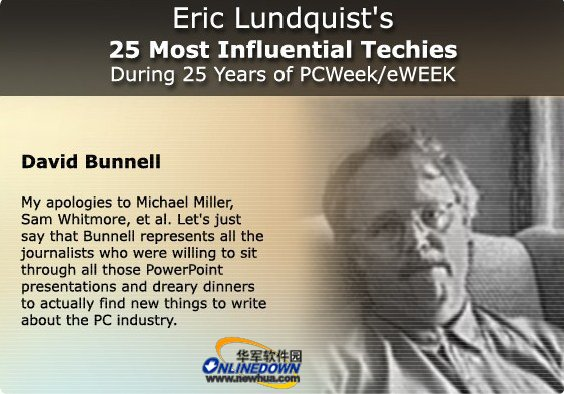 Eric Lundquist's
25 Most Influential Techies
During 25 Years of PCWeek/eWEEK
David Bunnell
My apologies to Michael Miller,
Sam Whitmore, et al. Let's just
say that Bunnell represents all the
journalists who were willing to sit
through all those PowerPoint
presentations and dreary dinners
to actually find new things to write
about the PC industry.
华军软件园
ONLINEDOWN
www.newhua.com